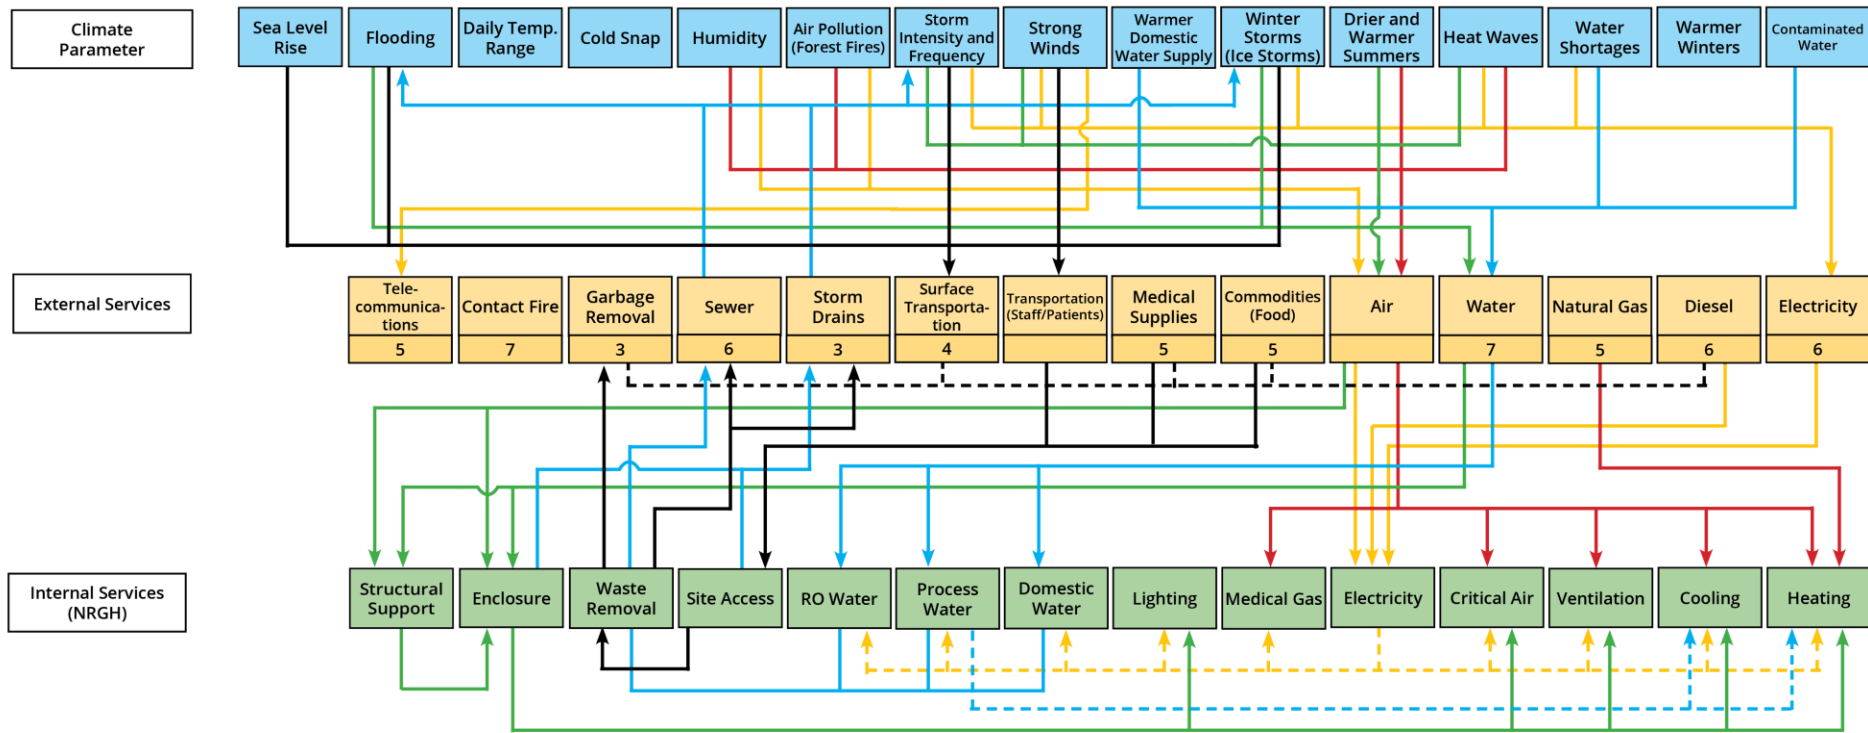 Climate
Parameter
Sea Level
Rise
Flooding
Daily Temp.
Range
Cold Snap
Humidity
Air Pollution
(Forest Fires)
Storm
Intensity and
Frequency
Strong
Winds
Warmer
Domestic
Water Supply
Winter
Storms
(Ice Storms)
Drier and
Warmer
Summers
Heat Waves
Water
Shortages
Warmer
Winters
Contaminated
Water
External Services
Tele-
communica-
tions
5
Contact Fire
7
Garbage
Removal
3
Sewer
6
Storm
Drains
3
Surface
Transporta-
tion
4
Transportation
(Staff/Patients)
Medical
Supplies
5
Commodities
(Food)
5
Air
Water
7
Natural Gas
5
Diesel
6
Electricity
6
Internal Services
(NRGH)
Structural
Support
Enclosure
Waste
Removal
Site Access
RO Water
Process
Water
Domestic
Water
Lighting
Medical Gas
Electricity
Critical Air
Ventilation
Cooling
Heating